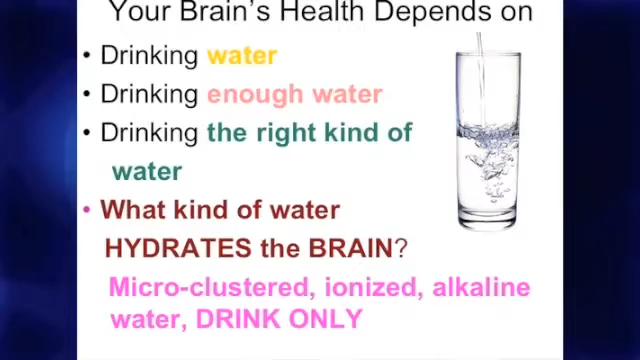 Your Brain's Health Depends on
• Drinking water
• Drinking enough water
• Drinking the right kind of
water
• What kind of water
HYDRATES the BRAIN?
Micro-clustered, ionized, alkaline
water, DRINK ONLY